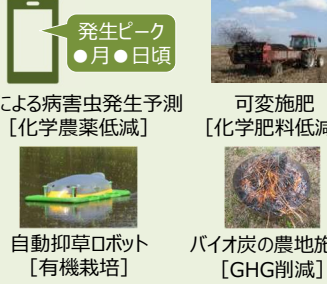 発生ピーク
●月●日頃
による病害虫発生予測
[化学農薬低減]
可変施肥
[化学肥料低減
自動抑草ロボット
[有機栽培]
バイオ炭の農地施
[GHG削減]